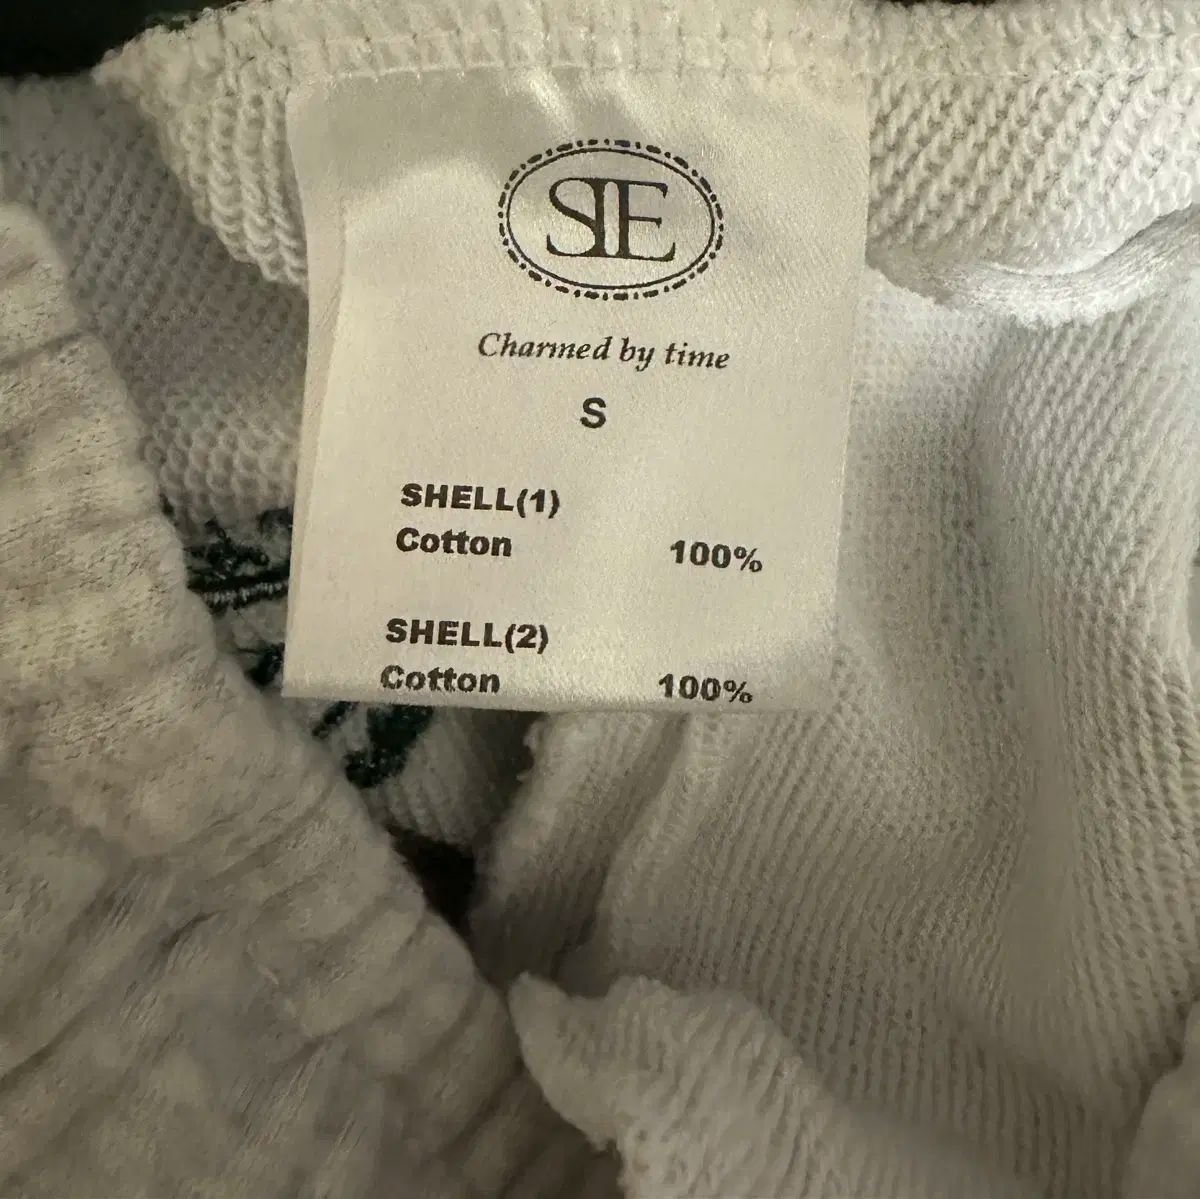 SIE
Charmed by time
S
SHELL(1)
Cotton 100%
SHELL(2)
Cotton 100%